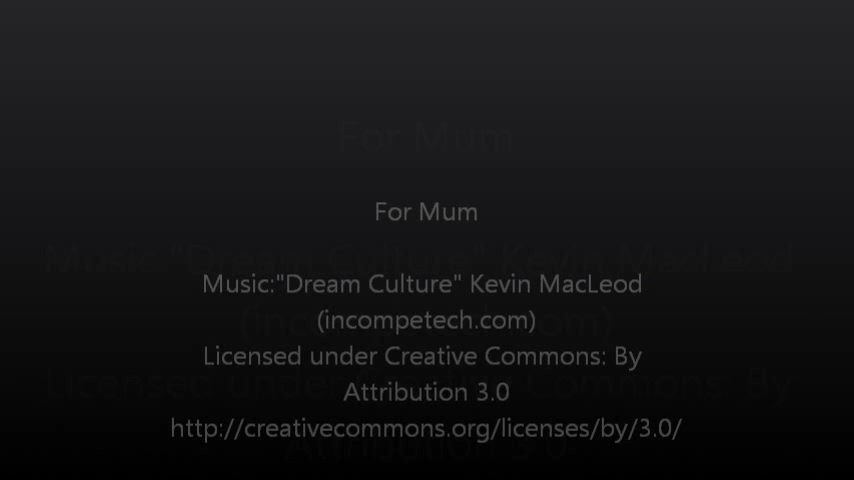 For Mum
Music:"Dream Culture" Kevin MacLeod
(incompetech.com)
Licensed under Creative Commons: By
Attribution 3.0
http://creativecommons.org/licenses/by/3.0/